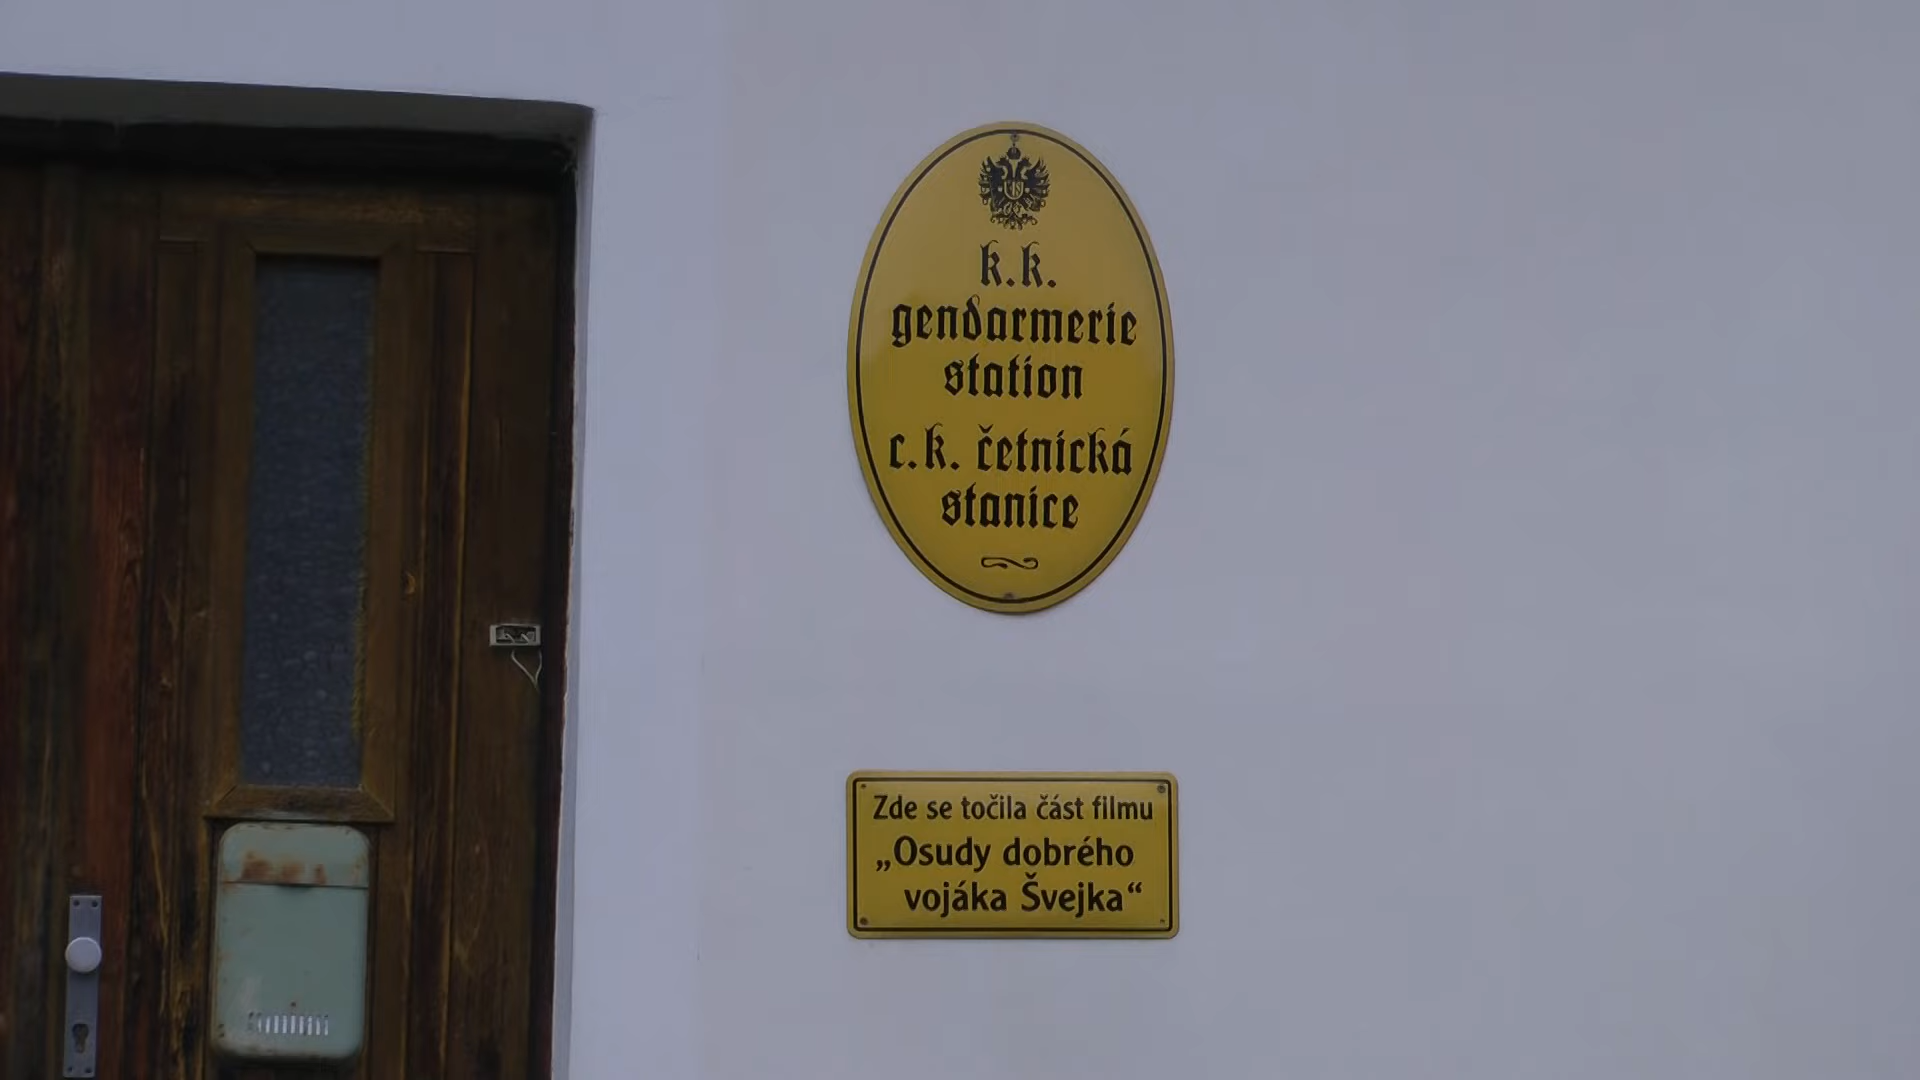 k.k.
gendarmerie
station
c.k. četnická
stanice
Zde se točila část filmu
„Osudy dobrého
vojáka Švejka“